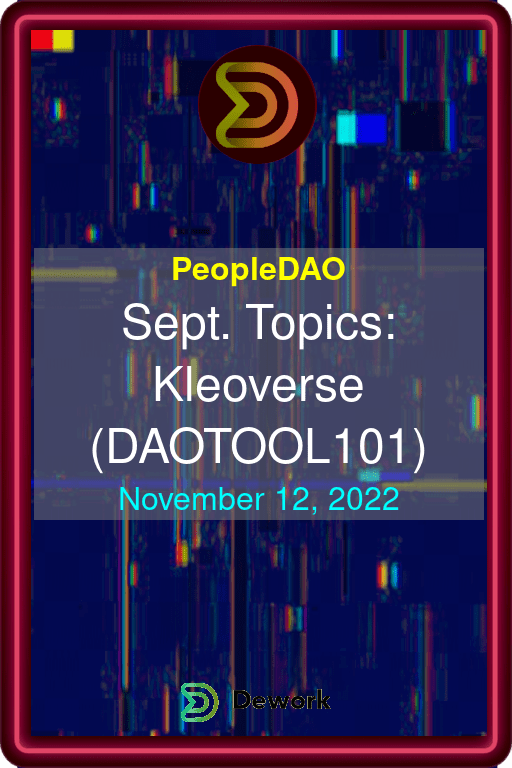 PeopleDAO
Sept. Topics:
Kleoverse
(DAOTOOL101)
November 12, 2022
Dework